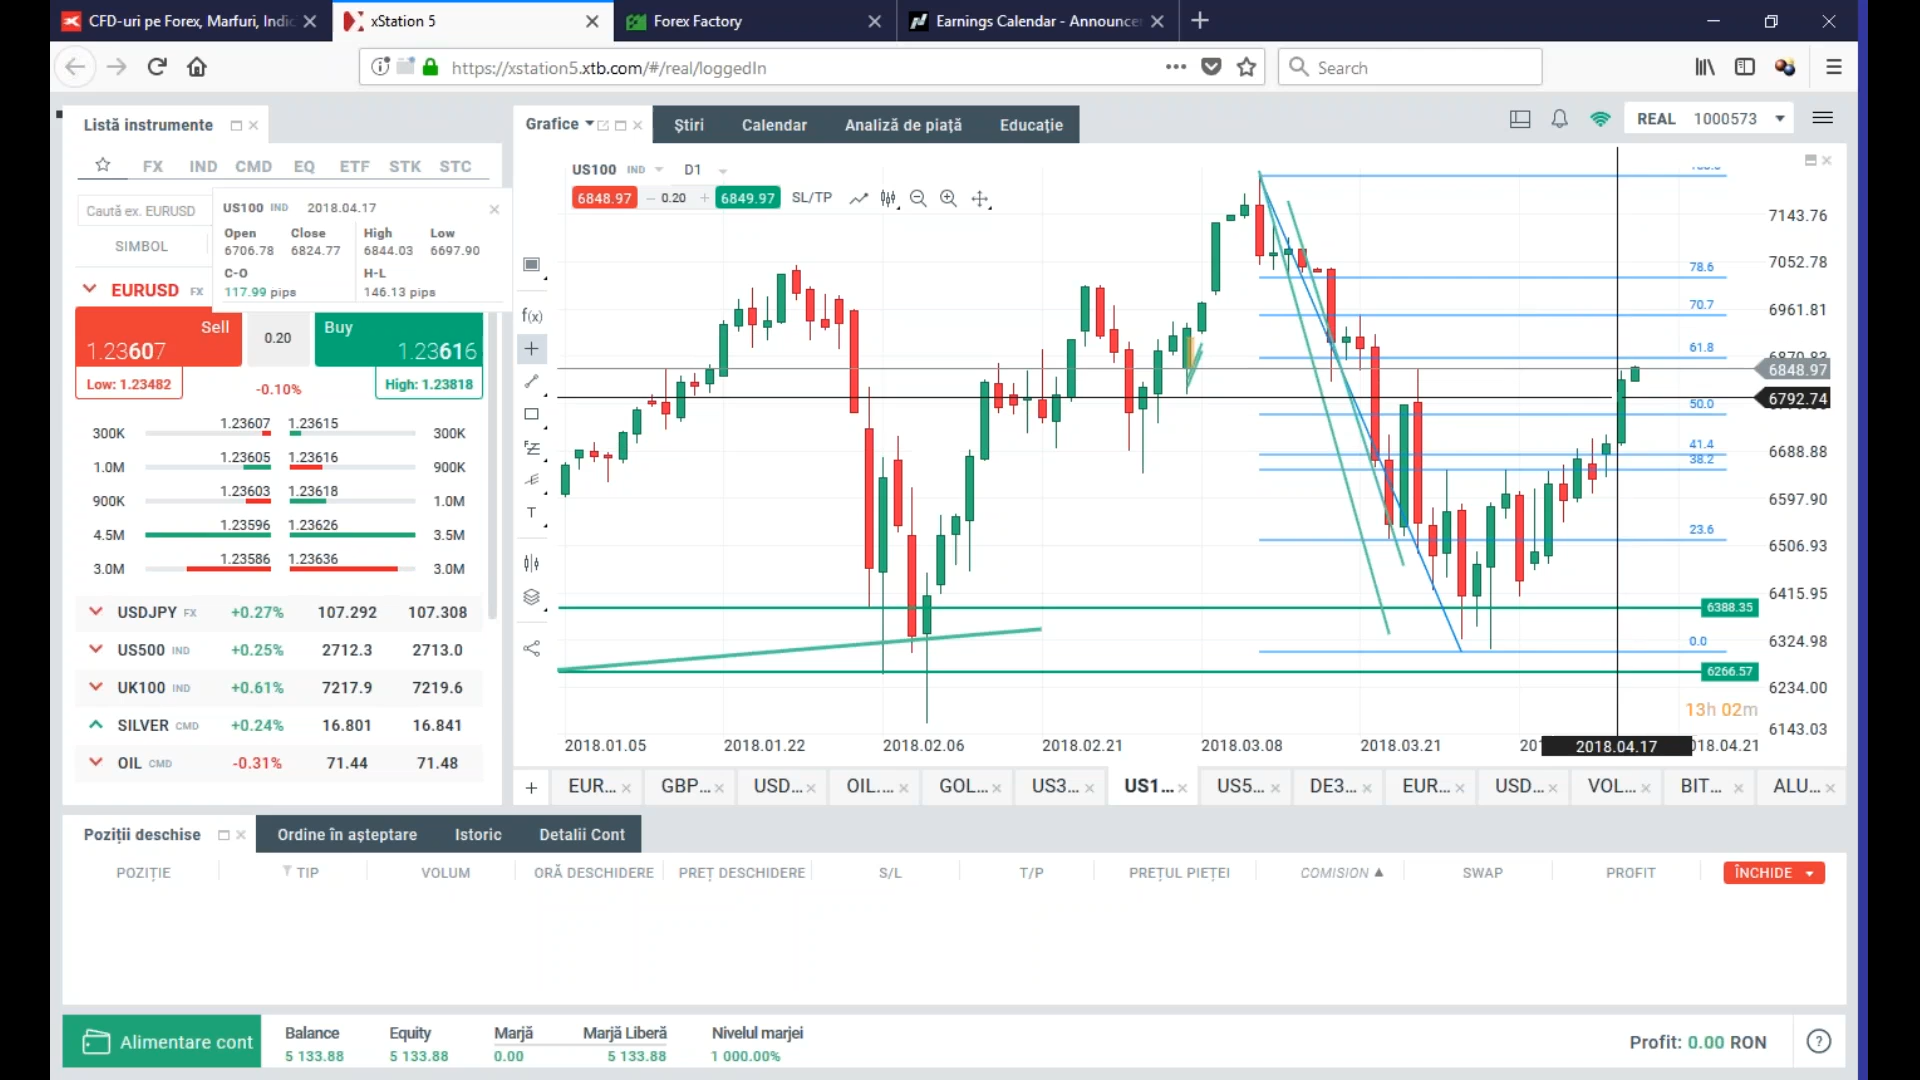 CFD-uri pe Forex, Marfuri, Indic
xStation 5
Forex Factory
Earnings Calendar - Announcer
https://xstation5.xtb.com/#/real/loggedIn
Search
Listă instrumente
Grafice
Știri
Calendar
Analiză de piață
Educație
REAL 1000573
FX IND CMD EQ ETF STK STC
Caută ex. EURUSD
SIMBOL
US100 IND 2018.04.17
Open Close High Low
6706.78 6824.77 6844.03 6697.90
C-O H-L
117.99 pips 146.13 pips
EURUSD FX
Sell 1.23607
0.20
Buy 1.23616
Low: 1.23482
-0.10%
High: 1.23818
300K 1.23607 1.23615 300K
1.0M 1.23605 1.23616 900K
900K 1.23603 1.23618 1.0M
4.5M 1.23596 1.23626 3.5M
3.0M 1.23586 1.23636 3.0M
USDJPY FX +0.27% 107.292 107.308
US500 IND +0.25% 2712.3 2713.0
UK100 IND +0.61% 7217.9 7219.6
SILVER CMD +0.24% 16.801 16.841
OIL CMD -0.31% 71.44 71.48
US100 IND D1
6848.97 – 0.20 + 6849.97 SL/TP
f(x)
T
78.6
70.7
61.8
50.0
41.4
38.2
23.6
0.0
7143.76
7052.78
6961.81
6848.97
6792.74
6688.88
6597.90
6506.93
6415.95
6388.35
6324.98
6266.57
6234.00
6143.03
13h 02m
2018.01.05 2018.01.22 2018.02.06 2018.02.21 2018.03.08 2018.03.21 2018.04.17 2018.04.21
EUR... GBP... USD... OIL.... GOL... US3... US1... US5... DE3... EUR... USD... VOL... BIT... ALU...
Poziții deschise
Ordine în așteptare
Istoric
Detalii Cont
POZIȚIE TIP VOLUM ORĂ DESCHIDERE PREȚ DESCHIDERE S/L T/P PREȚUL PIEȚEI COMISION SWAP PROFIT ÎNCHIDE
Alimentare cont
Balance Equity Marjă Marjă Liberă Nivelul marjei
5 133.88 5 133.88 0.00 5 133.88 1 000.00%
Profit: 0.00 RON